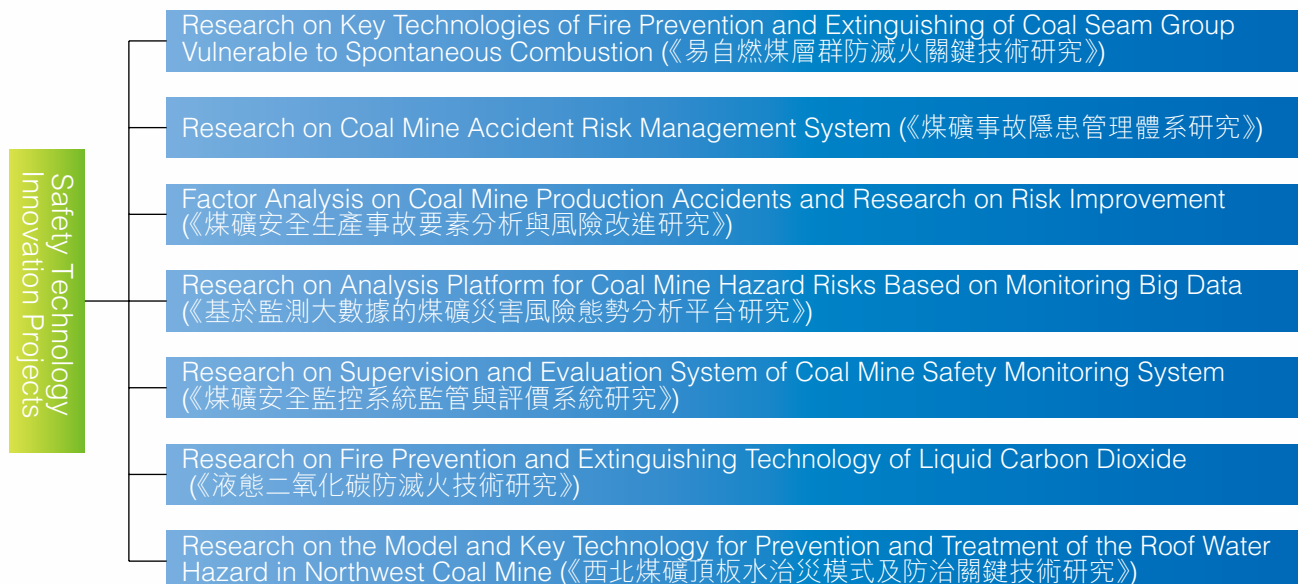 Safety Technology
Innovation Projects
Research on Key Technologies of Fire Prevention and Extinguishing of Coal Seam Group
Vulnerable to Spontaneous Combustion (《易自燃煤層群防滅火關鍵技術研究》)
Research on Coal Mine Accident Risk Management System (《煤礦事故隱患管理體系研究》)
Factor Analysis on Coal Mine Production Accidents and Research on Risk Improvement
(《煤礦安全生產事故要素分析與風險改進研究》)
Research on Analysis Platform for Coal Mine Hazard Risks Based on Monitoring Big Data
(《基於監測大數據的煤礦災害風險態勢分析平台研究》)
Research on Supervision and Evaluation System of Coal Mine Safety Monitoring System
(《煤礦安全監控系統監管與評價系統研究》)
Research on Fire Prevention and Extinguishing Technology of Liquid Carbon Dioxide
(《液態二氧化碳防滅火技術研究》)
Research on the Model and Key Technology for Prevention and Treatment of the Roof Water
Hazard in Northwest Coal Mine (《西北煤礦頂板水治災模式及防治關鍵技術研究》)